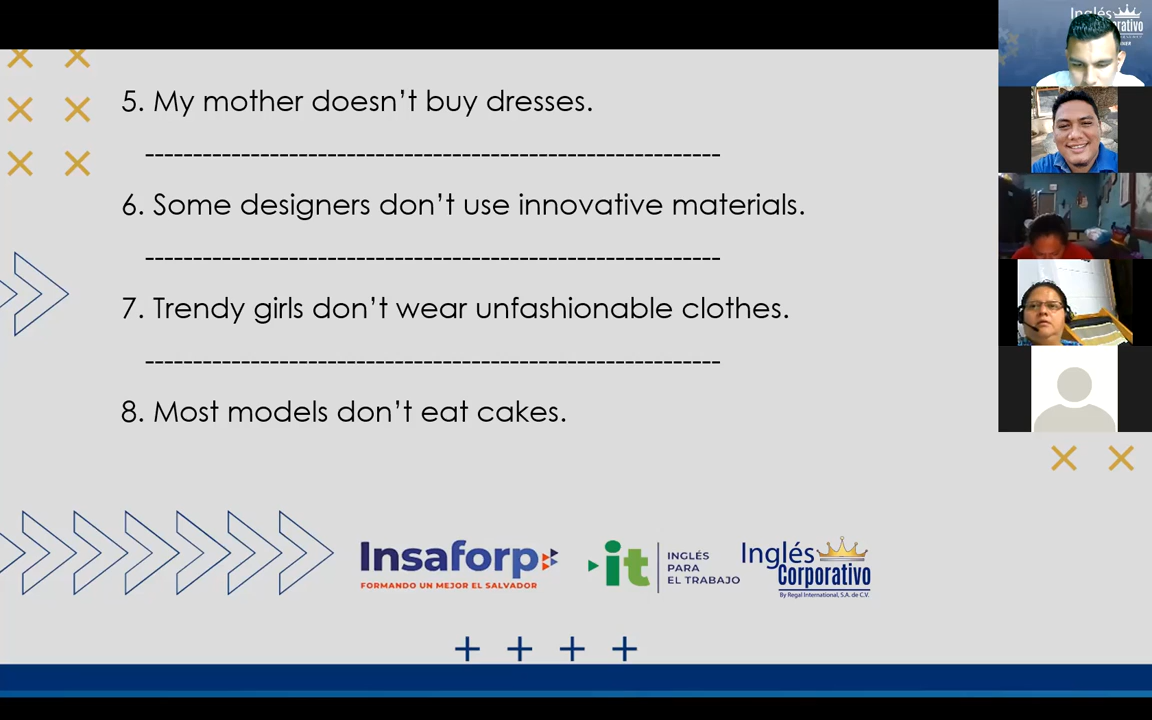 Inglés
5. My mother doesn't buy dresses.
------------------------------------------------------------
6. Some designers don't use innovative materials.
------------------------------------------------------------
7. Trendy girls don't wear unfashionable clothes.
------------------------------------------------------------
8. Most models don't eat cakes.
Insaforp
FORMANDO UN MEJOR EL SALVADOR
it
INGLÉS
PARA
EL TRABAJO
Inglés
Corporativo
By Regal International, S.A. de C.V.